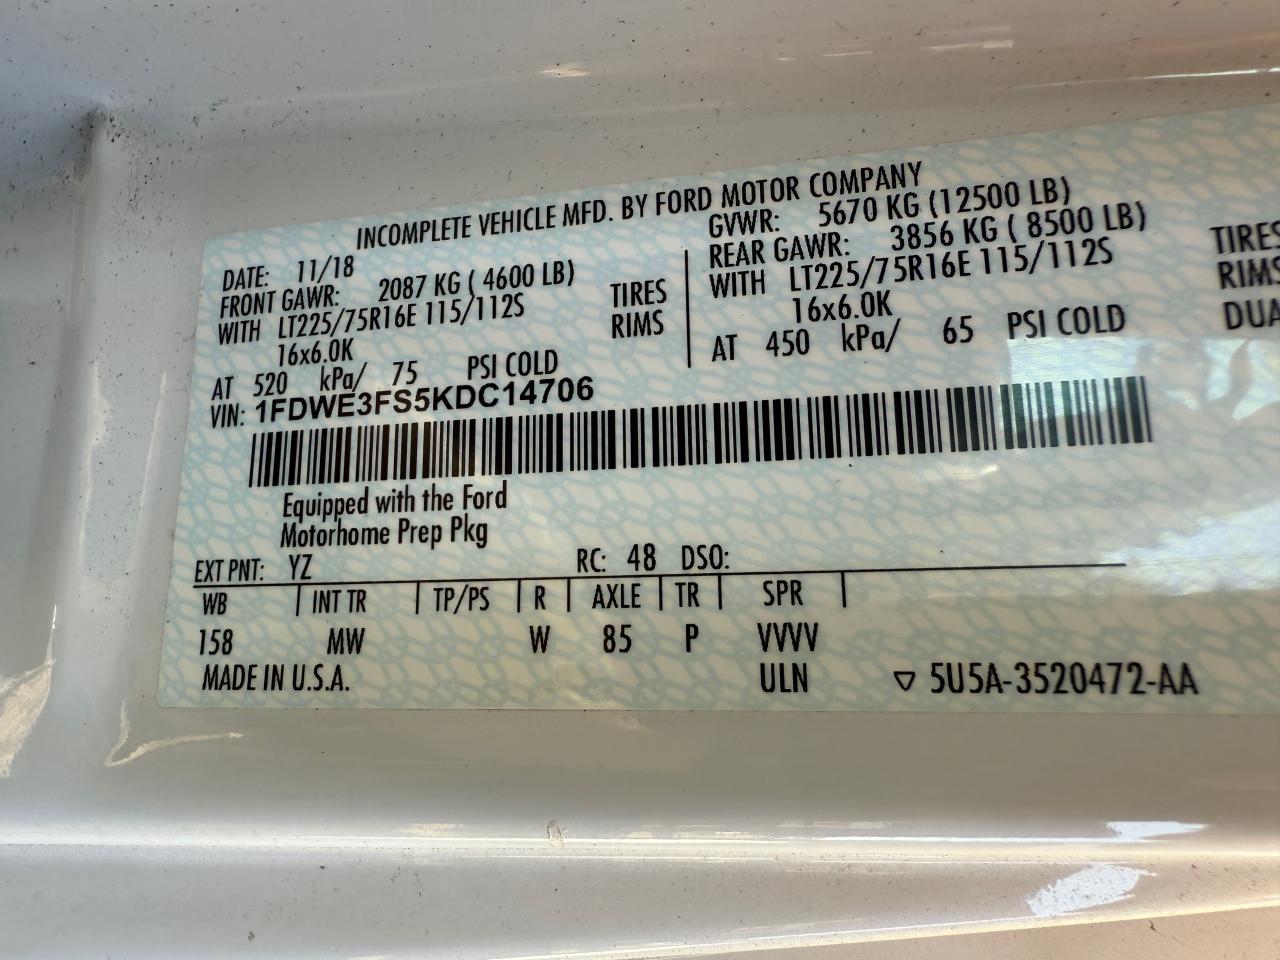 INCOMPLETE VEHICLE MFD. BY FORD MOTOR COMPANY
DATE: 11/18
GVWR: 5670 KG (12500 LB)
FRONT GAWR: 2087 KG ( 4600 LB)
REAR GAWR: 3856 KG ( 8500 LB)
WITH LT225/75R16E 115/112S TIRES
WITH LT225/75R16E 115/112S TIRES
16x6.0K RIMS
16x6.0K RIMS
AT 520 kPa/ 75 PSI COLD
AT 450 kPa/ 65 PSI COLD DUA
VIN: 1FDWE3FS5KDC14706
Equipped with the Ford
Motorhome Prep Pkg
EXT PNT: YZ RC: 48 DSO:
WB INT TR TP/PS R AXLE TR SPR
158 MW W 85 P VVVV
MADE IN U.S.A. ULN ▽ 5U5A-3520472-AA